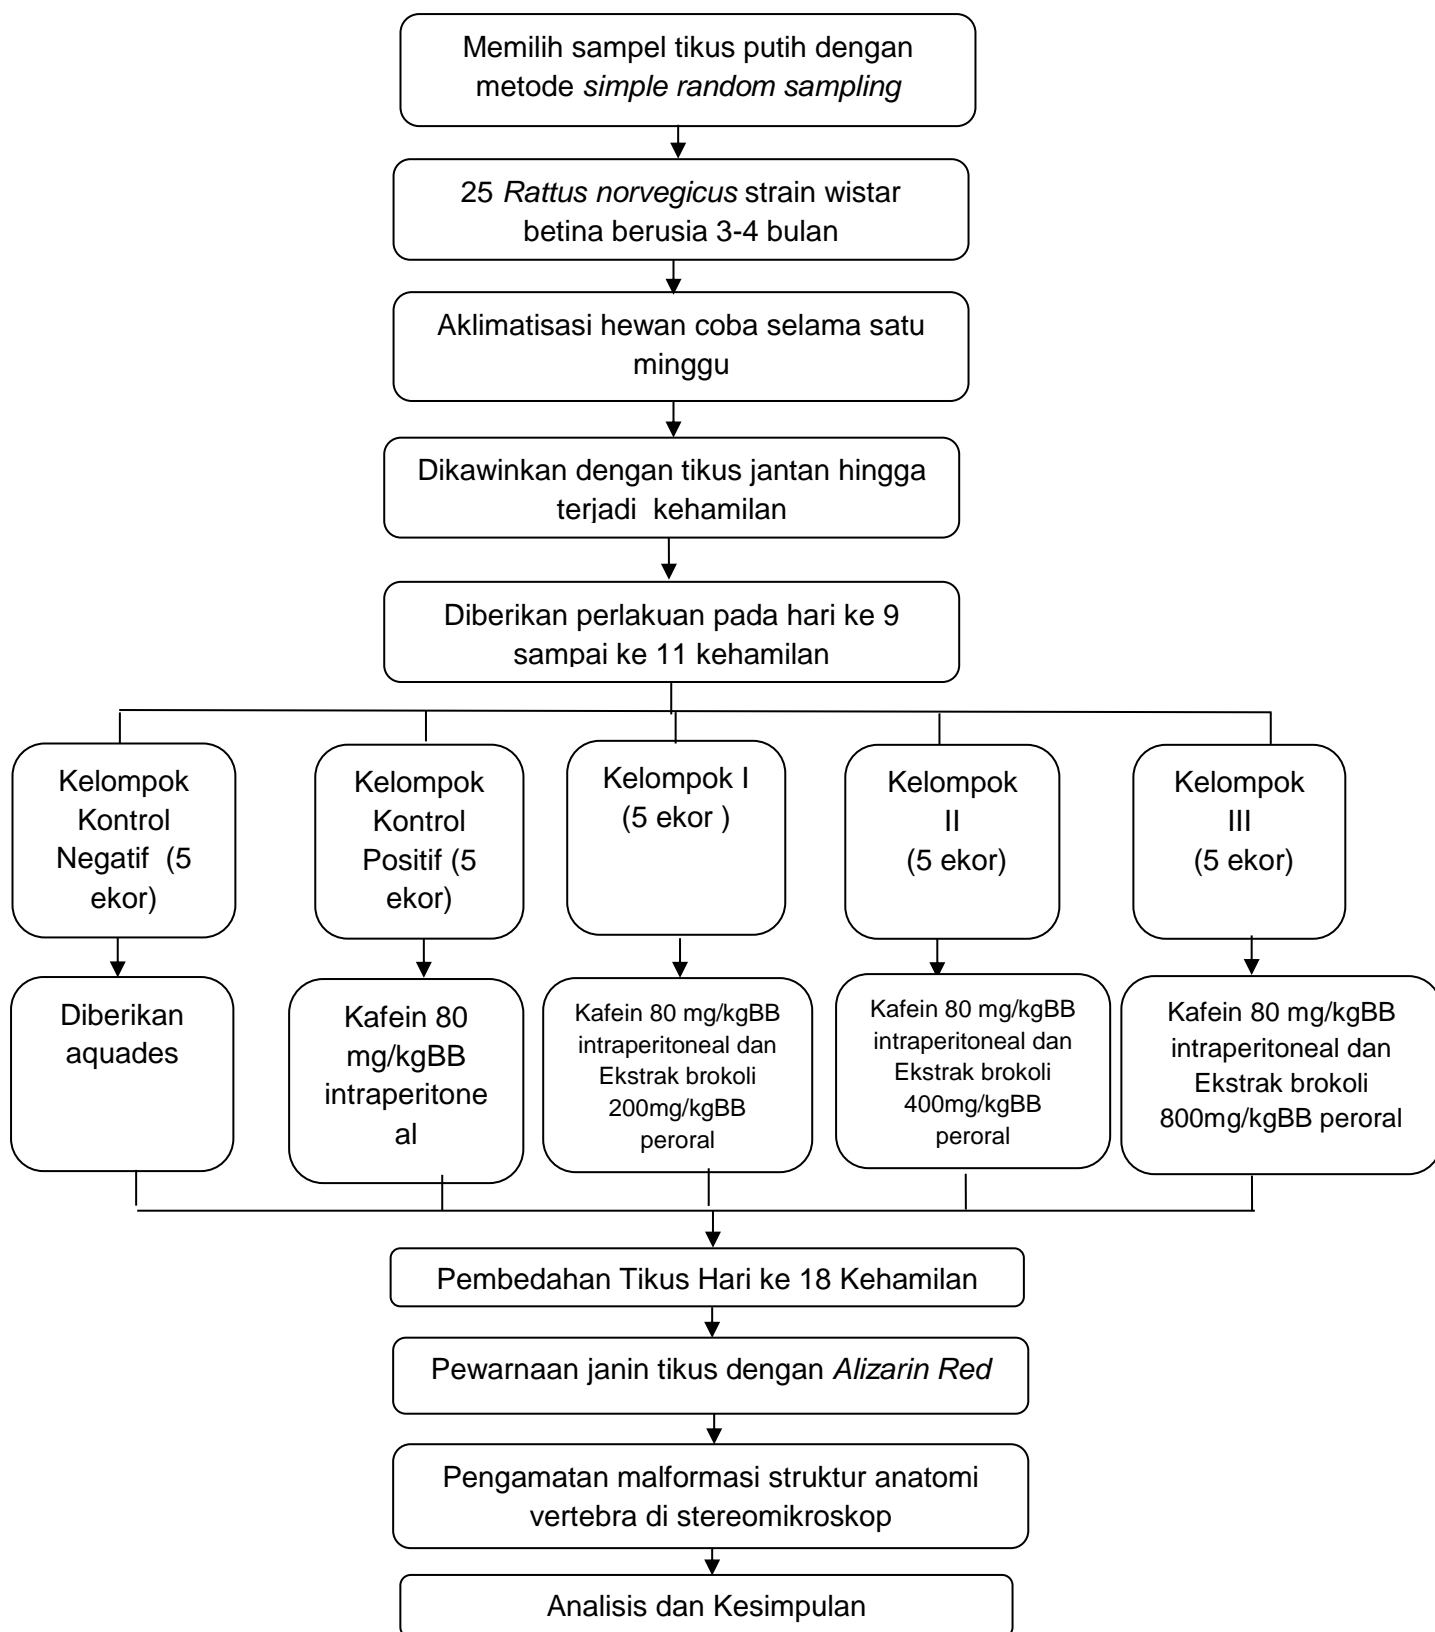 Memilih sampel tikus putih dengan
metode simple random sampling
25 Rattus norvegicus strain wistar
betina berusia 3-4 bulan
Aklimatisasi hewan coba selama satu
minggu
Dikawinkan dengan tikus jantan hingga
terjadi kehamilan
Diberikan perlakuan pada hari ke 9
sampai ke 11 kehamilan
Kelompok
Kontrol
Negatif (5
ekor)
Kelompok
Kontrol
Positif (5
ekor)
Kelompok I
(5 ekor )
Kelompok
II
(5 ekor)
Kelompok
III
(5 ekor)
Diberikan
aquades
Kafein 80
mg/kgBB
intraperitone
al
Kafein 80 mg/kgBB
intraperitoneal dan
Ekstrak brokoli
200mg/kgBB
peroral
Kafein 80 mg/kgBB
intraperitoneal dan
Ekstrak brokoli
400mg/kgBB
peroral
Kafein 80 mg/kgBB
intraperitoneal dan
Ekstrak brokoli
800mg/kgBB peroral
Pembedahan Tikus Hari ke 18 Kehamilan
Pewarnaan janin tikus dengan Alizarin Red
Pengamatan malformasi struktur anatomi
vertebra di stereomikroskop
Analisis dan Kesimpulan